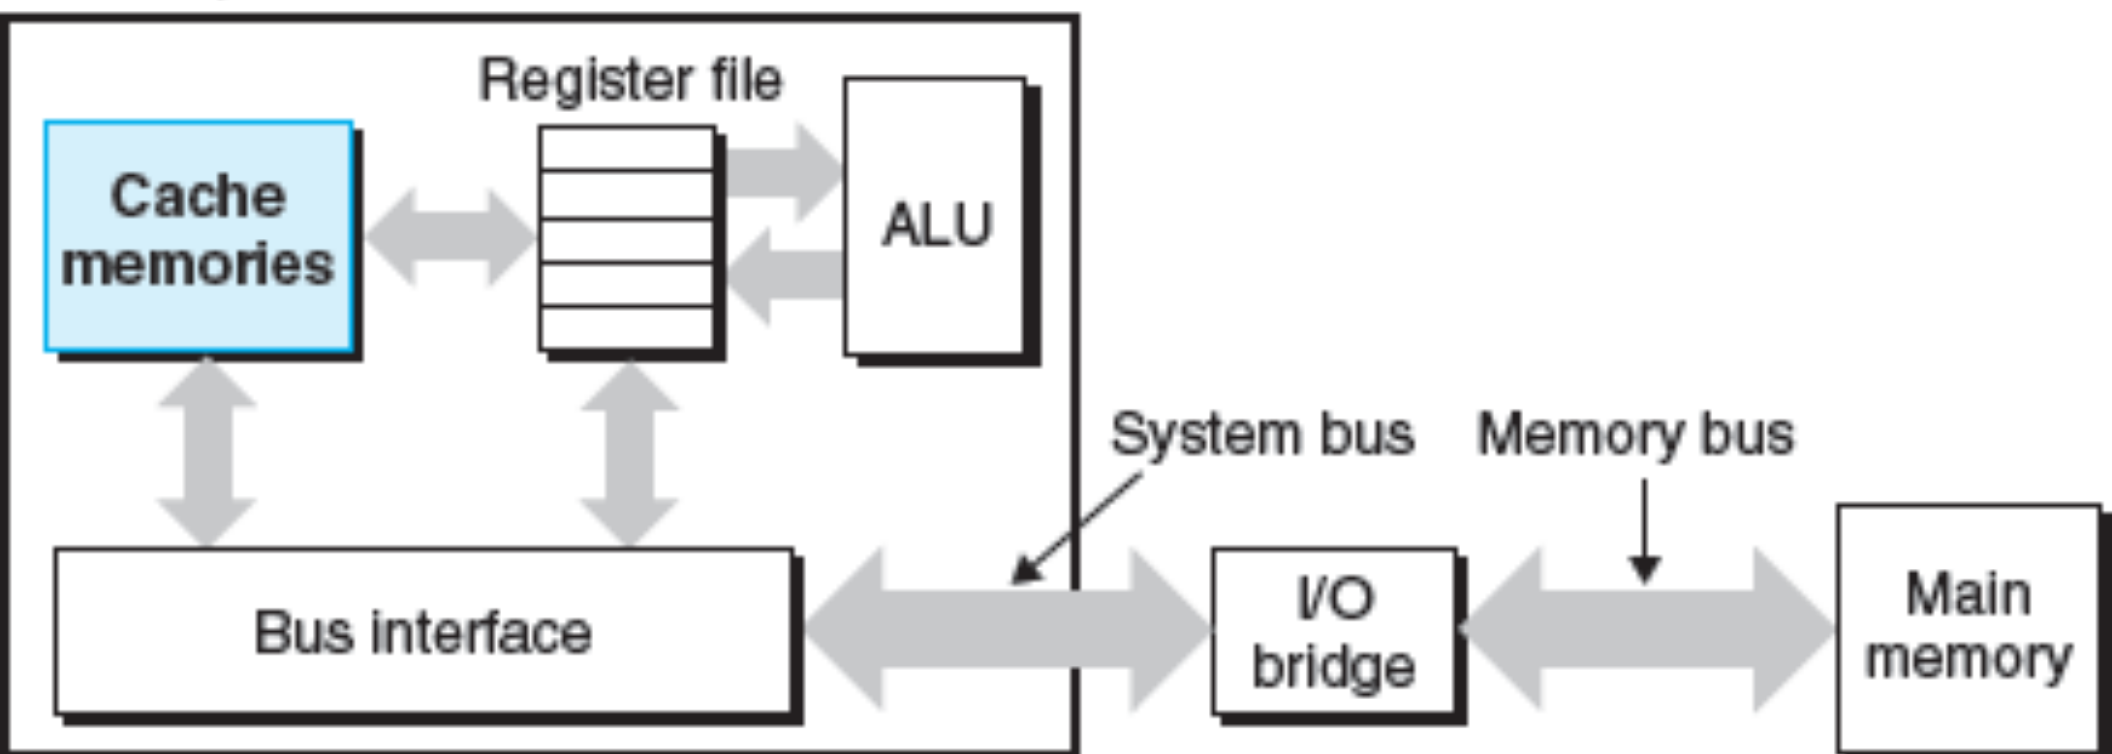 Register file
Cache
memories
ALU
System bus
Memory bus
Bus interface
I/O
bridge
Main
memory